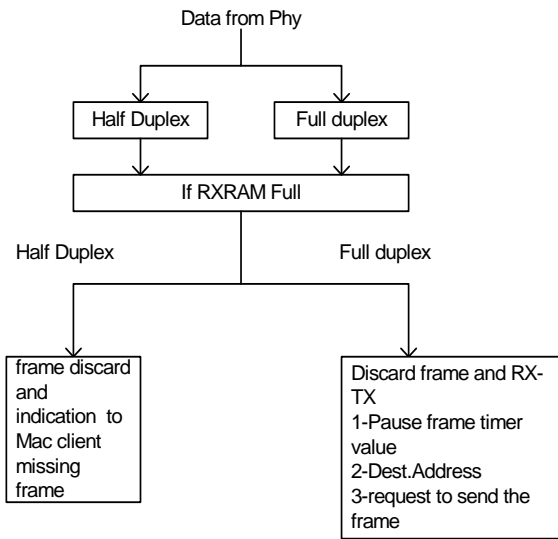 Data from Phy
Half Duplex
Full duplex
If RXRAM Full
Half Duplex
Full duplex
frame discard
and
indication to
Mac client
missing
frame
Discard frame and RX-
TX
1-Pause frame timer
value
2-Dest.Address
3-request to send the
frame